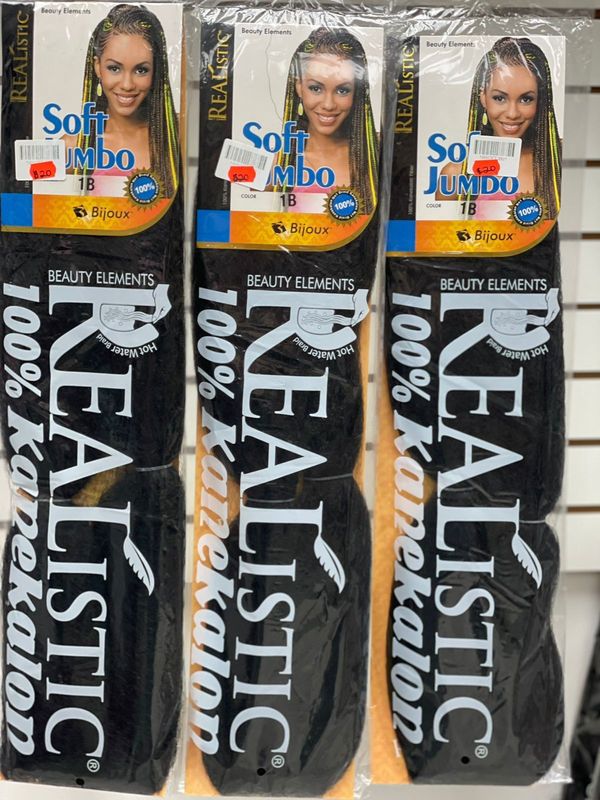 REALISTIC
Beauty Elements
Soft
Jumbo
$20
1B
100%
Bijoux
BEAUTY ELEMENTS
REALISTIC®
Hot Water Braid
100% Kanekalon
REALISTIC
Beauty Elements
Soft
Jumbo
$20
COLOR
1B
100%
Bijoux
BEAUTY ELEMENTS
REALISTIC®
Hot Water Braid
100% Kanekalon
REALISTIC
Beauty Elements
Soft
JUMBO
$20
COLOR
1B
100%
Bijoux
BEAUTY ELEMENTS
REALISTIC®
Hot Water Braid
100% Kanekalon